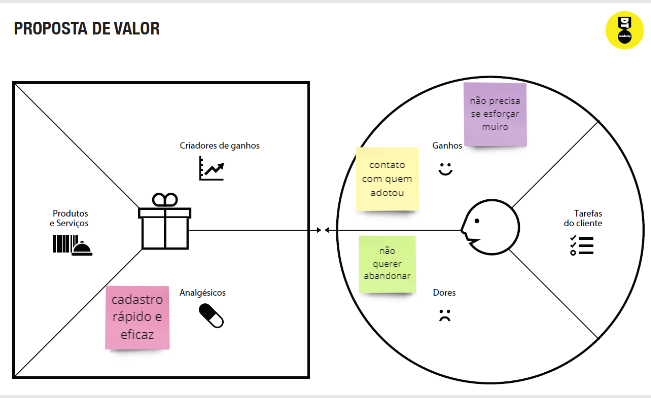 PROPOSTA DE VALOR
academy
não precisa
se esforçar
muiro
Criadores de ganhos
Ganhos
contato
com quem
adotou
Produtos
e Serviços
Tarefas
do cliente
não
querer
abandonar
cadastro
rápido e
eficaz
Analgésicos
Dores